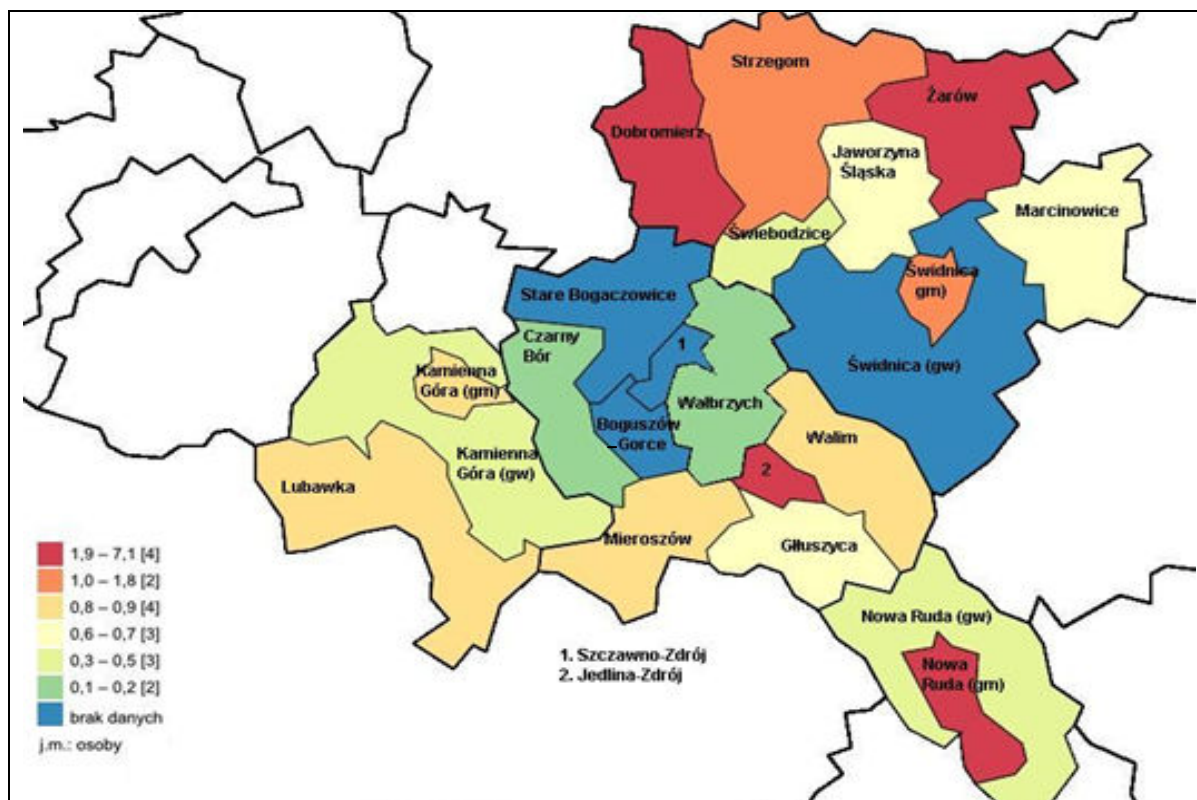 Strzegom
Żarów
Dobromierz
Jaworzyna
Śląska
Marcinowice
Świebodzice
Świdnica
gm)
Stare Bogaczowice
Czarny
Bór
1
Kamienna
Góra (gm)
Świdnica (gw)
Wałbrzych
Boguszów
–Gorce
Walim
Kamienna
Góra (gw)
2
Lubawka
Mieroszów
Głłuszyca
Nowa Ruda (gw)
Nowa
Ruda (gm)
1. Szczawno-Zdrój
2. Jedlina-Zdrój
1,9 – 7,1 [4]
1,0 – 1,8 [2]
0,8 – 0,9 [4]
0,6 – 0,7 [3]
0,3 – 0,5 [3]
0,1 – 0,2 [2]
brak danych
j.m.: osoby